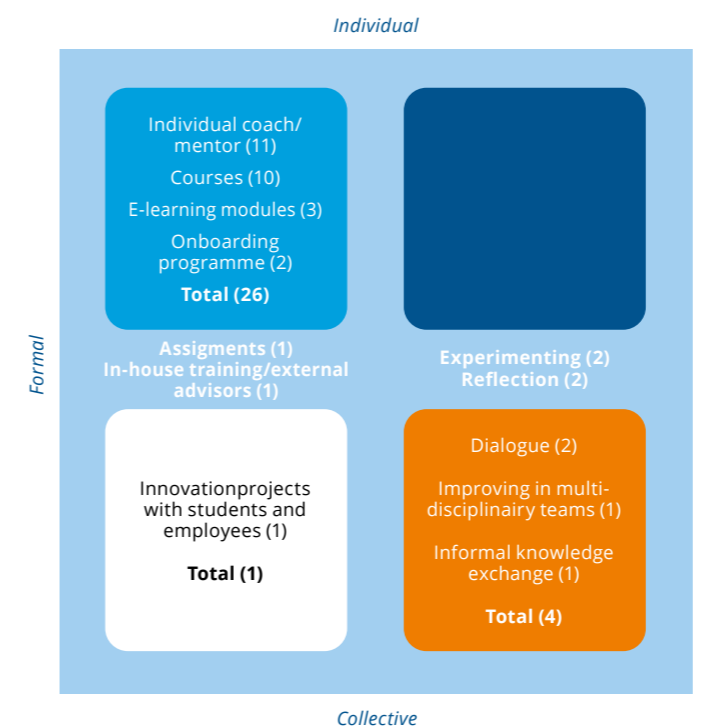 Individual
Individual coach/
mentor (11)
Courses (10)
E-learning modules (3)
Onboarding
programme (2)
Total (26)
Formal
Assigments (1)
In-house training/external
advisors (1)
Experimenting (2)
Reflection (2)
Innovationprojects
with students and
employees (1)
Total (1)
Dialogue (2)
Improving in multi-
disciplinairy teams (1)
Informal knowledge
exchange (1)
Total (4)
Collective